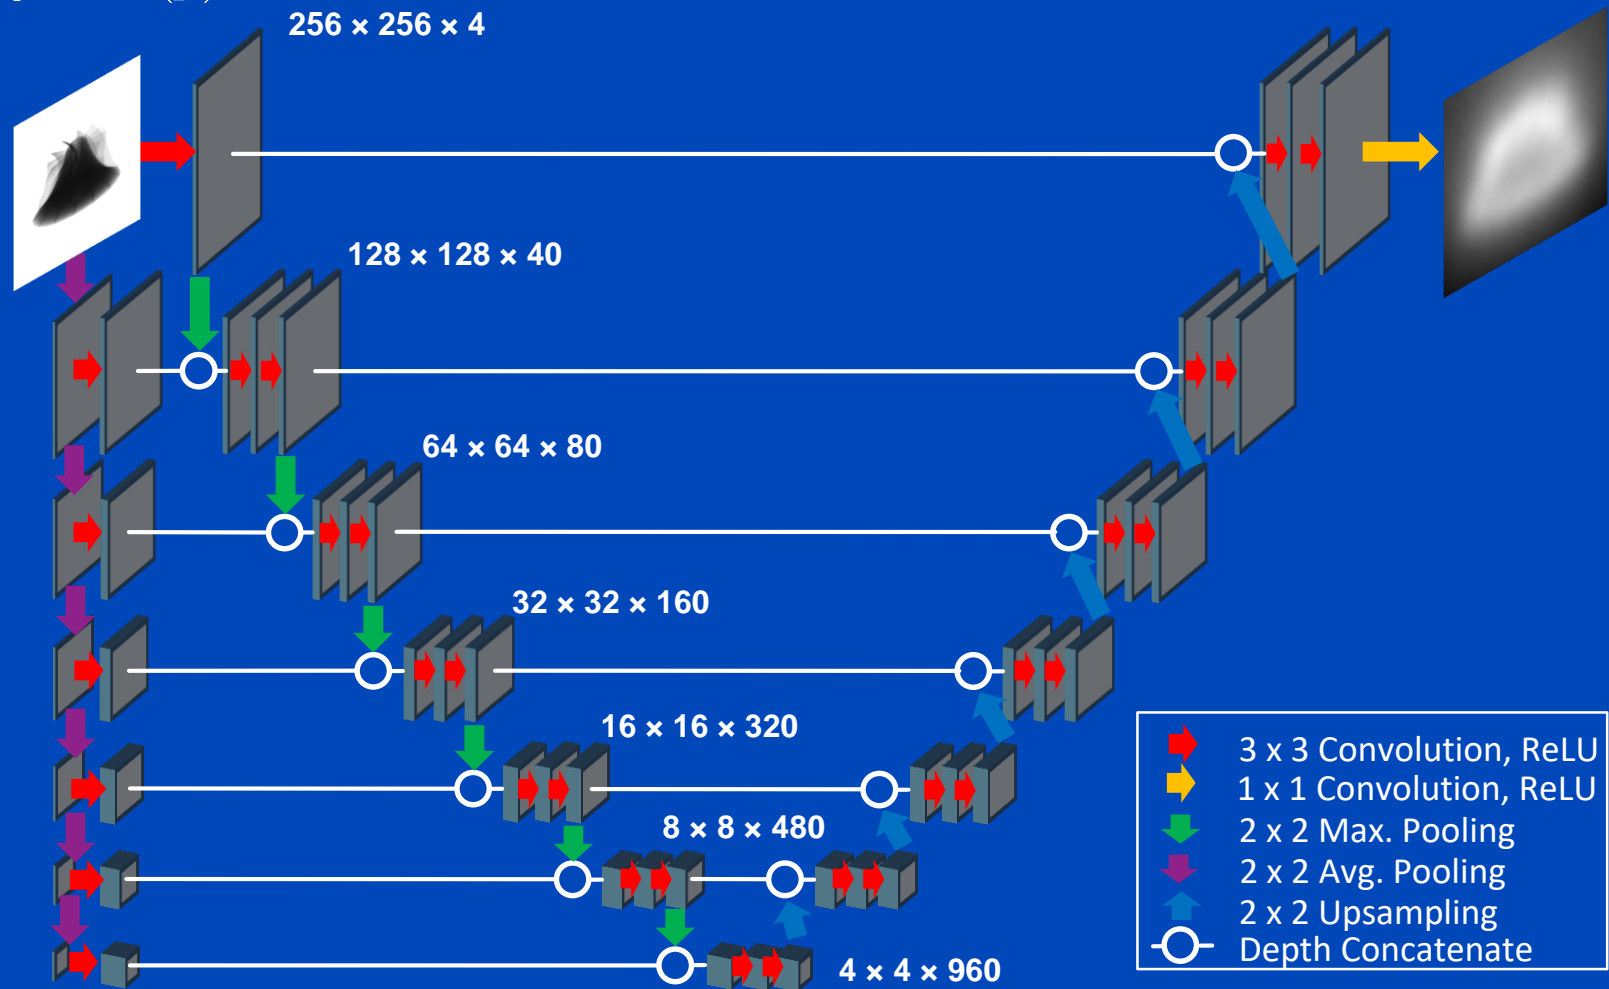 256 × 256 × 4
128 × 128 × 40
64 × 64 × 80
32 × 32 × 160
16 × 16 × 320
8 × 8 × 480
4 × 4 × 960
3 x 3 Convolution, ReLU
1 x 1 Convolution, ReLU
2 x 2 Max. Pooling
2 x 2 Avg. Pooling
2 x 2 Upsampling
Depth Concatenate